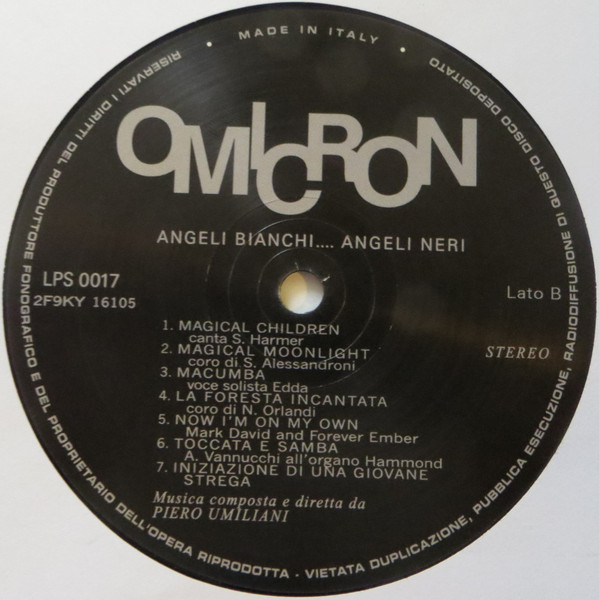 MADE IN ITALY
RISERVATI I DIRITTI DEL PRODUTTORE FONOGRAFICO E DEL PROPRIETARIO DELL'OPERA RIPRODOTTA - VIETATA DUPLICAZIONE, PUBBLICA ESECUZIONE, RADIODIFFUSIONE DI QUESTO DISCO DEPOSITATO
OMICRON
ANGELI BIANCHI.... ANGELI NERI
LPS 0017
2F9KY 16105
Lato B
STEREO
1. MAGICAL CHILDREN
canta S. Harmer
2. MAGICAL MOONLIGHT
coro di S. Alessandroni
3. MACUMBA
voce solista Edda
4. LA FORESTA INCANTATA
coro di N. Orlandi
5. NOW I'M ON MY OWN
Mark David and Forever Ember
6. TOCCATA E SAMBA
A. Vannucchi all'organo Hammond
7. INIZIAZIONE DI UNA GIOVANE
STREGA
Musica composta e diretta da
PIERO UMILIANI